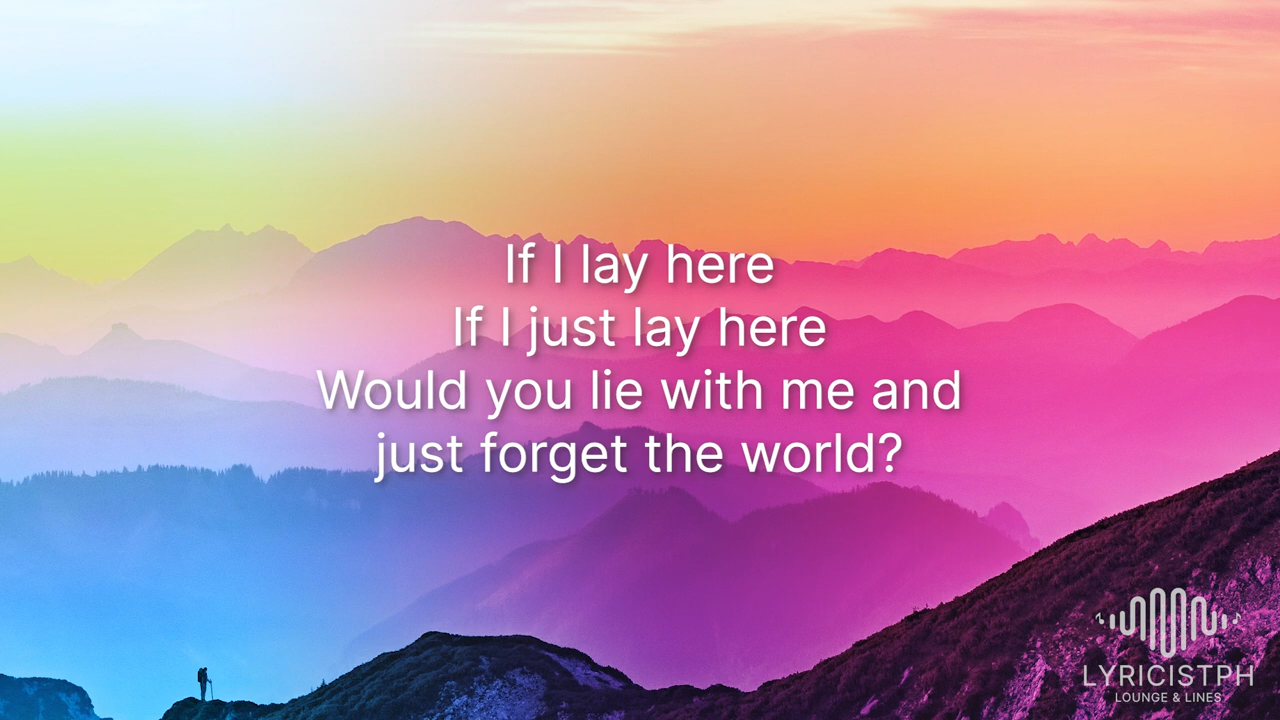 If I lay here
If I just lay here
Would you lie with me and
just forget the world?
LYRICISTPH
LOUNGE & LINES